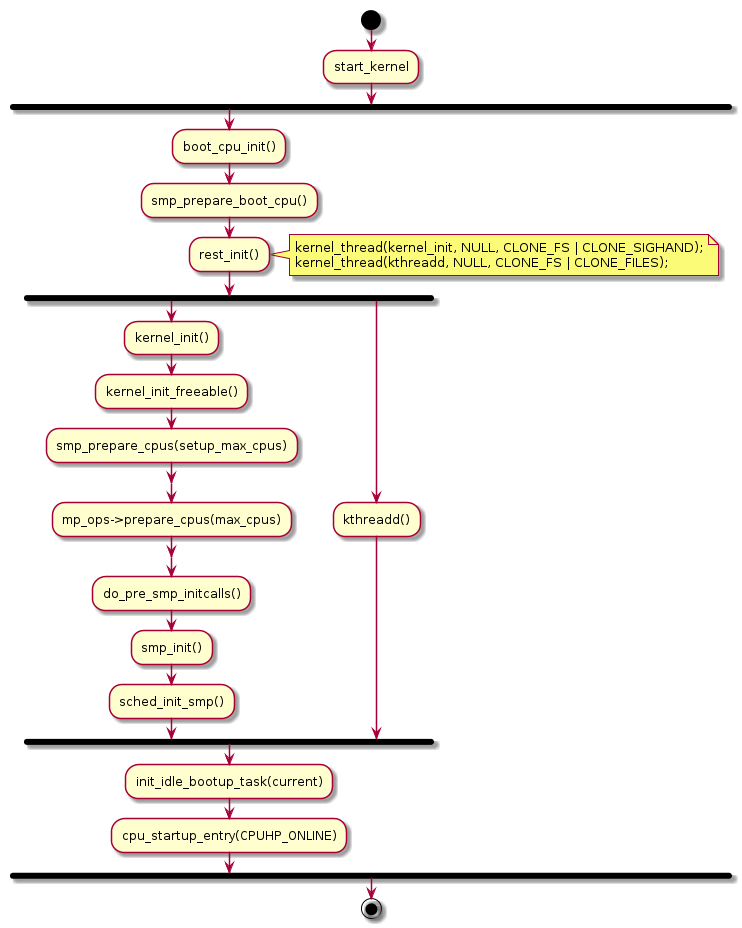 start_kernel
boot_cpu_init()
smp_prepare_boot_cpu()
rest_init()
kernel_thread(kernel_init, NULL, CLONE_FS | CLONE_SIGHAND);
kernel_thread(kthreadd, NULL, CLONE_FS | CLONE_FILES);
kernel_init()
kernel_init_freeable()
smp_prepare_cpus(setup_max_cpus)
mp_ops->prepare_cpus(max_cpus)
kthreadd()
do_pre_smp_initcalls()
smp_init()
sched_init_smp()
init_idle_bootup_task(current)
cpu_startup_entry(CPUHP_ONLINE)